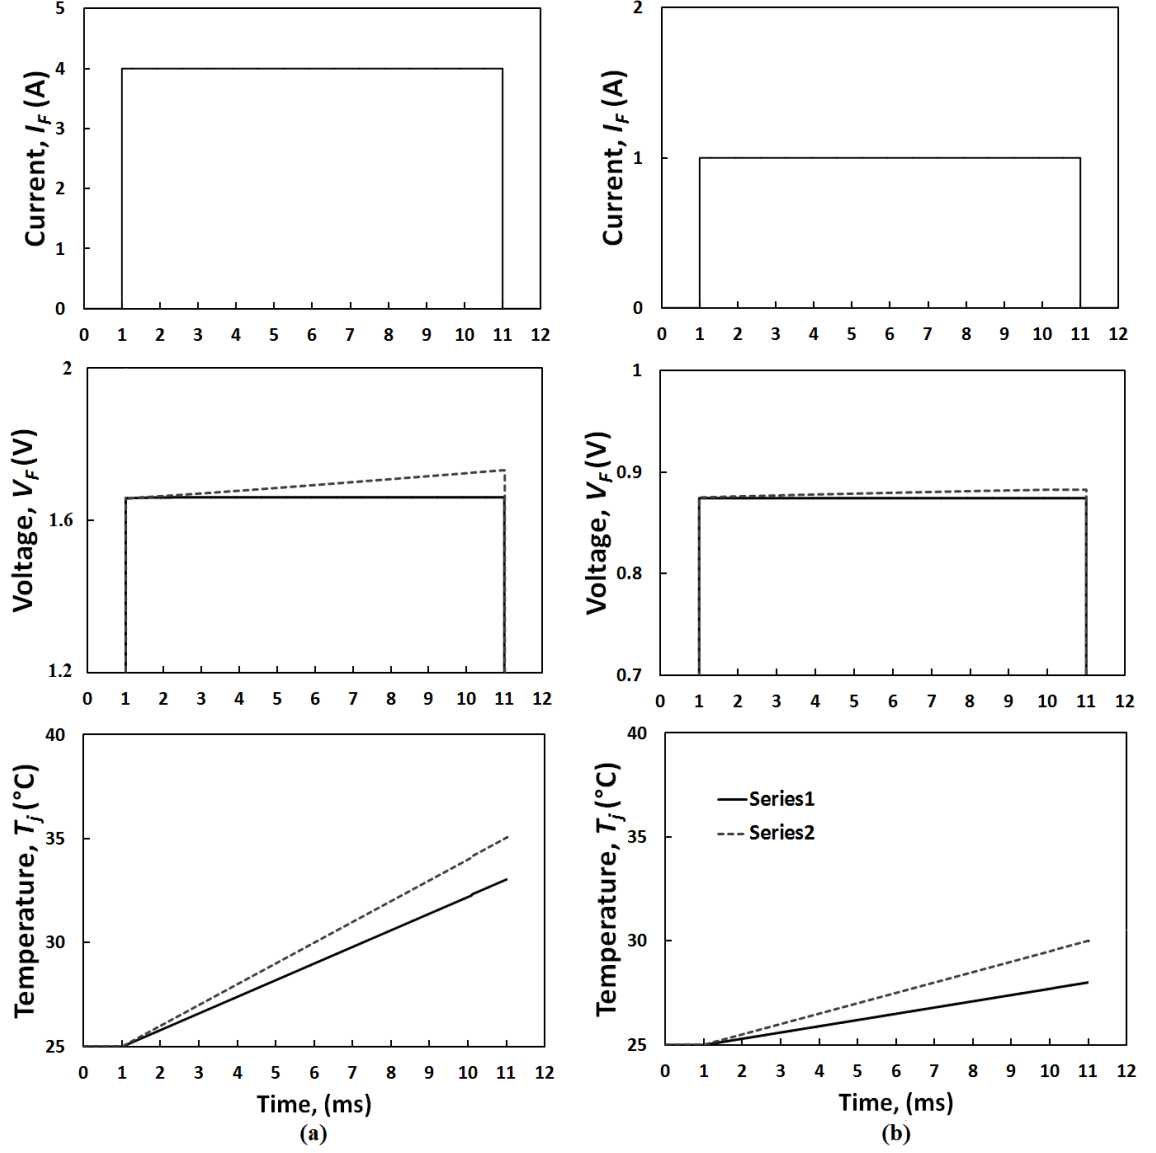 5
4
3
2
1
0
Current, I_F (A)
0 1 2 3 4 5 6 7 8 9 10 11 12
2
1
0
Current, I_F (A)
0 1 2 3 4 5 6 7 8 9 10 11 12
2
1.6
1.2
Voltage, V_F (V)
0 1 2 3 4 5 6 7 8 9 10 11 12
1
0.9
0.8
0.7
Voltage, V_F (V)
0 1 2 3 4 5 6 7 8 9 10 11 12
40
35
30
25
Temperature, T_j (°C)
0 1 2 3 4 5 6 7 8 9 10 11 12
Time, (ms)
(a)
40
35
30
25
Temperature, T_j (°C)
Series1
Series2
0 1 2 3 4 5 6 7 8 9 10 11 12
Time, (ms)
(b)